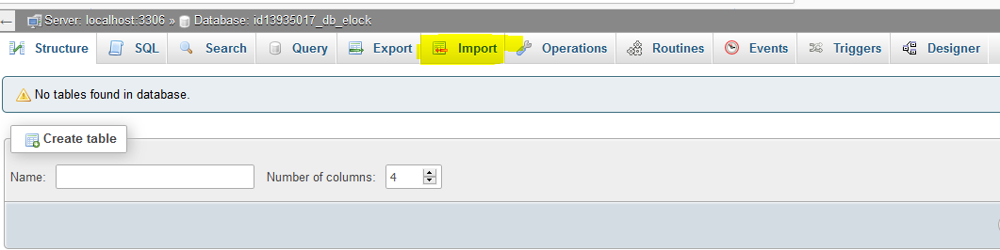 ← Server: localhost:3306 » Database: id13935017_db_elock
Structure SQL Search Query Export Import Operations Routines Events Triggers Designer
No tables found in database.
Create table
Name: Number of columns: 4